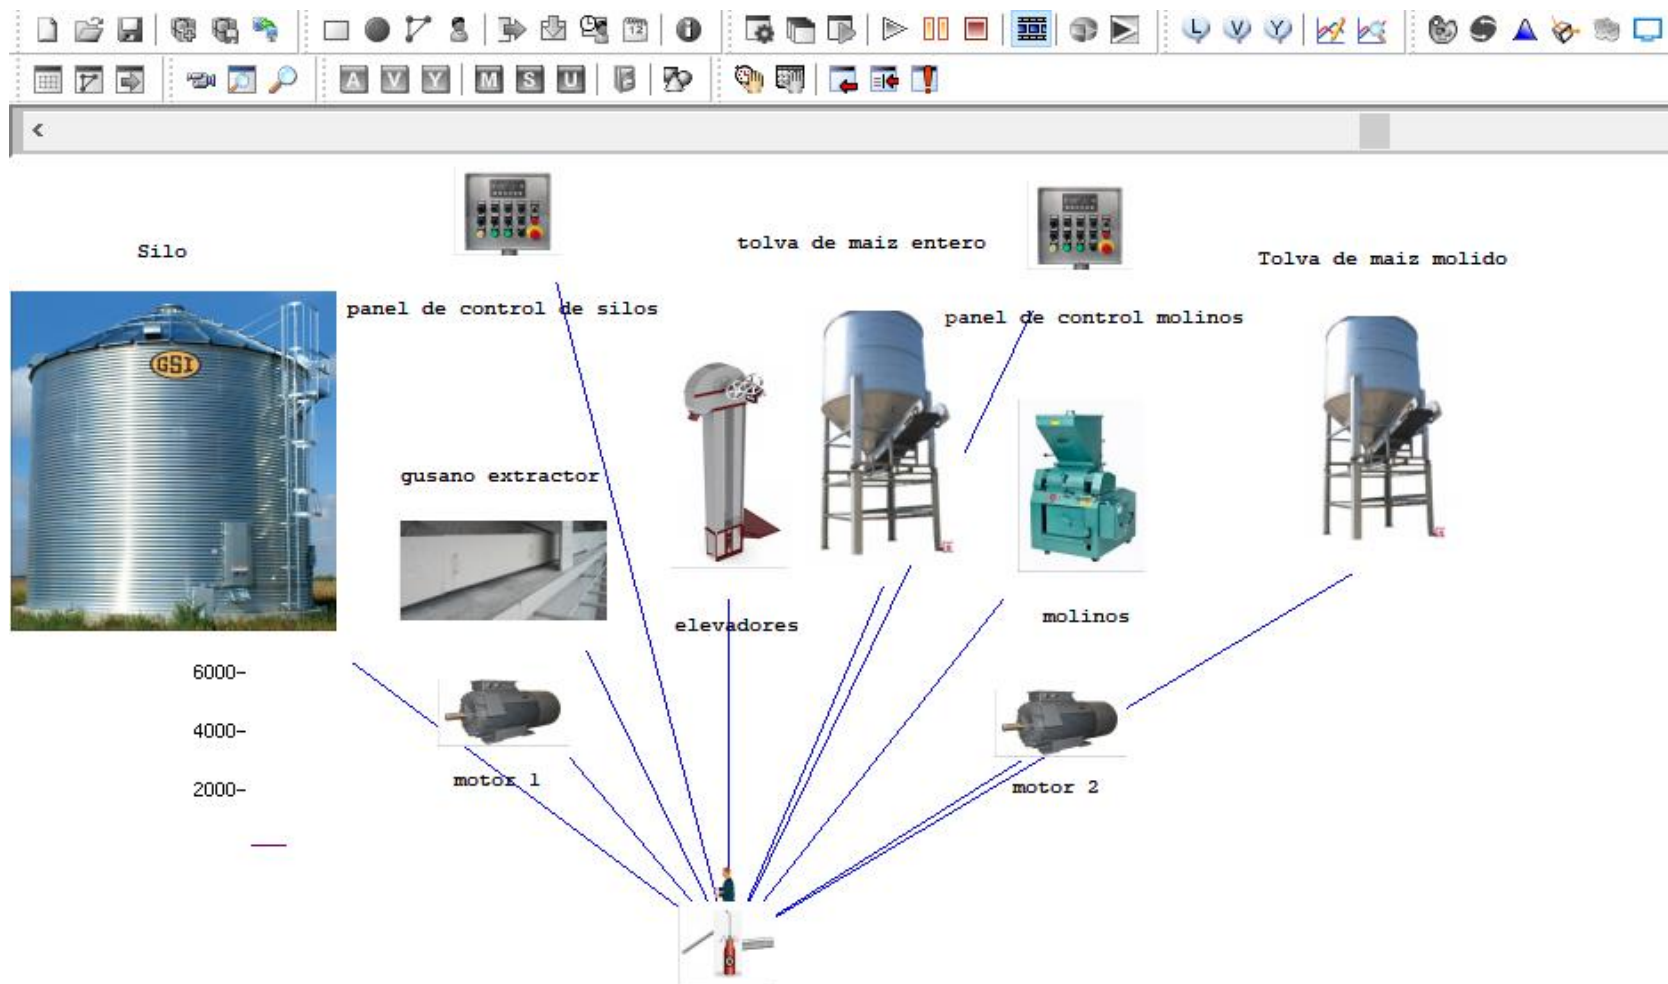 L V Y
12
A V Y M S U
tolva de maiz entero
Silo
Tolva de maiz molido
panel de control de silos
panel de control molinos
GSI
gusano extractor
elevadores
molinos
6000-
4000-
motor 1
motor 2
2000-